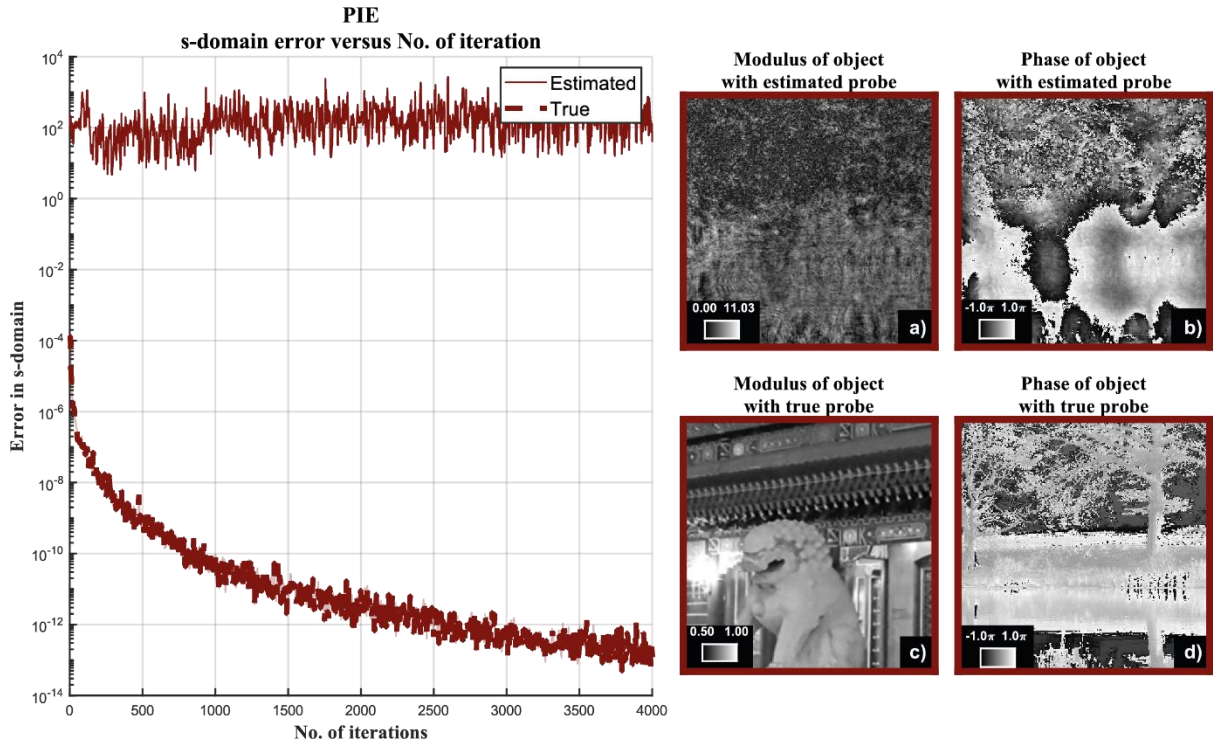 PIE
s-domain error versus No. of iteration
Estimated
True
10^4
10^2
10^0
10^-2
10^-4
10^-6
10^-8
10^-10
10^-12
10^-14
Error in s-domain
0 500 1000 1500 2000 2500 3000 3500 4000
No. of iterations
Modulus of object
with estimated probe
0.00 11.03
a)
Phase of object
with estimated probe
-1.0π 1.0π
b)
Modulus of object
with true probe
0.50 1.00
c)
Phase of object
with true probe
-1.0π 1.0π
d)